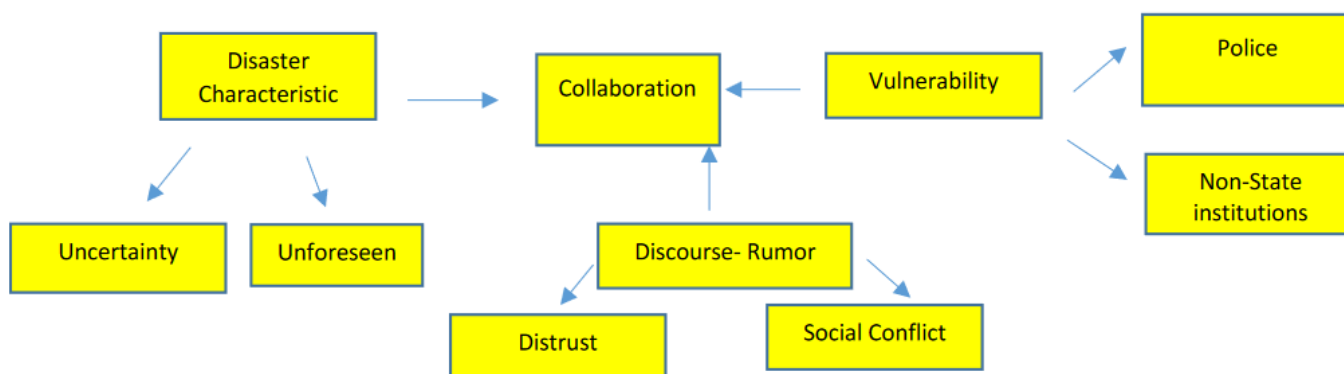 Disaster
Characteristic
Collaboration
Vulnerability
Police
Non-State
institutions
Uncertainty
Unforeseen
Discourse- Rumor
Distrust
Social Conflict